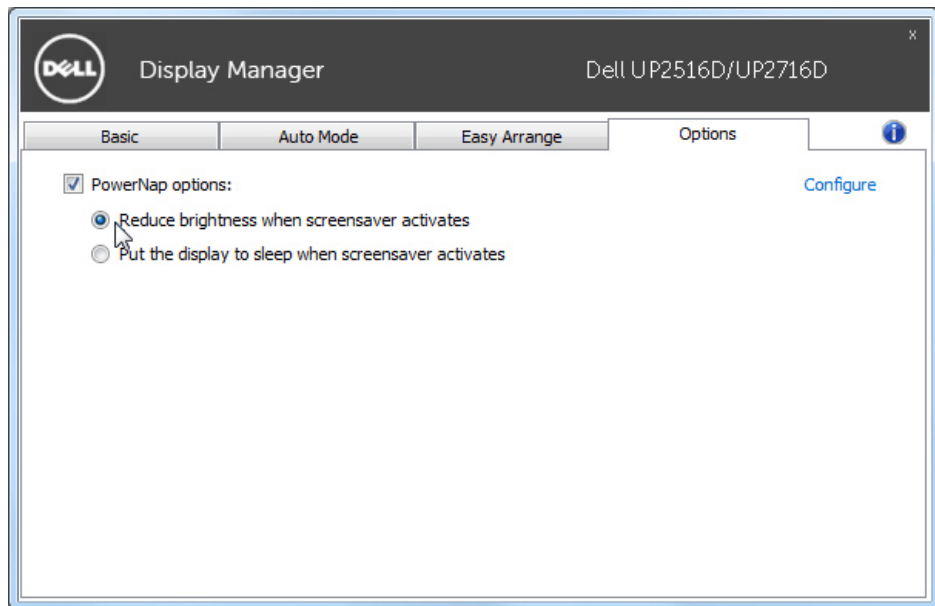 x
DELL Display Manager Dell UP2516D/UP2716D
Basic Auto Mode Easy Arrange Options i
PowerNap options: Configure
Reduce brightness when screensaver activates
Put the display to sleep when screensaver activates